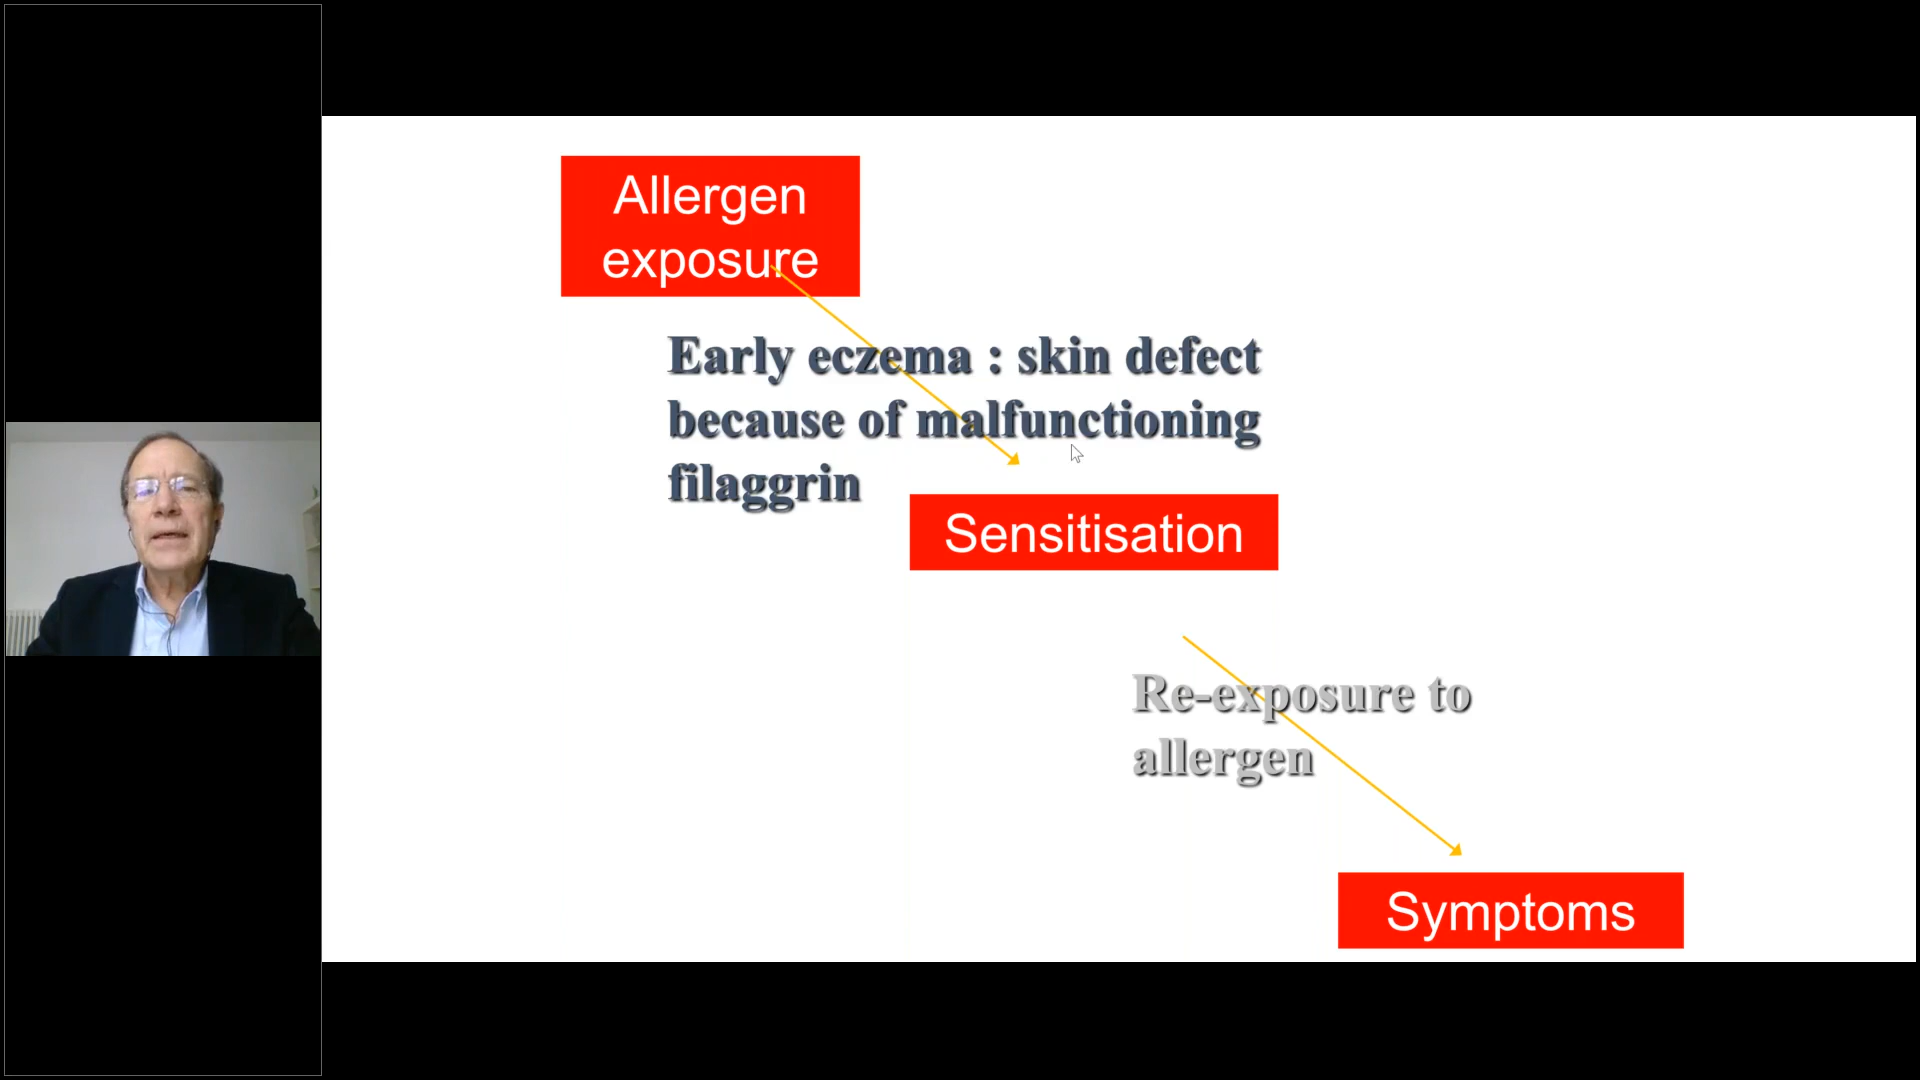 Allergen
exposure
Early eczema : skin defect
because of malfunctioning
filaggrin
Sensitisation
Re-exposure to
allergen
Symptoms